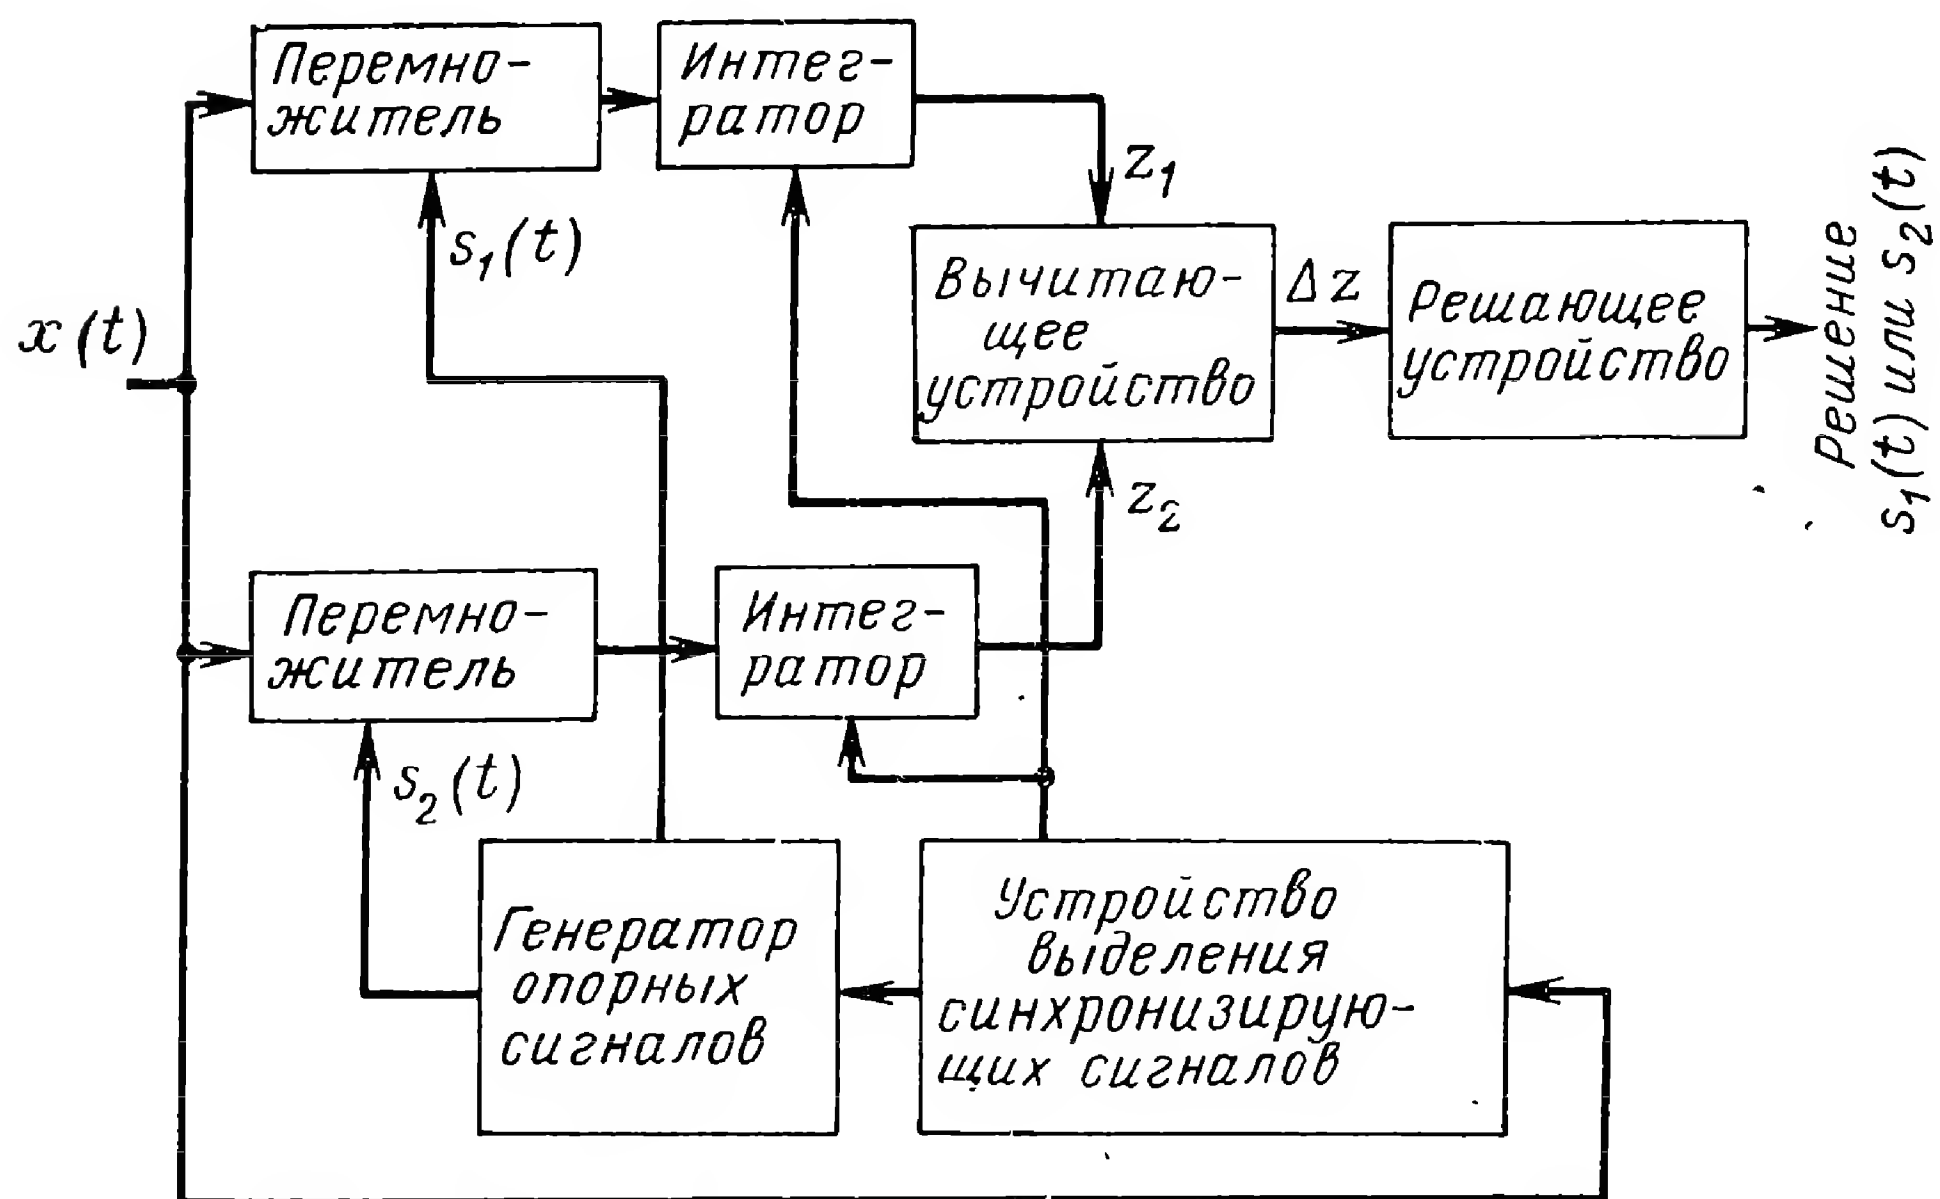 Перемно-
житель
Интег-
ратор
z₁
s₁(t)
x(t)
Вычитаю-
щее
устройство
Δz
Решающее
устройство
Решение
s₁(t) или s₂(t)
z₂
Перемно-
житель
Интег-
ратор
s₂(t)
Генератор
опорных
сигналов
Устройство
выделения
синхронизирую-
щих сигналов